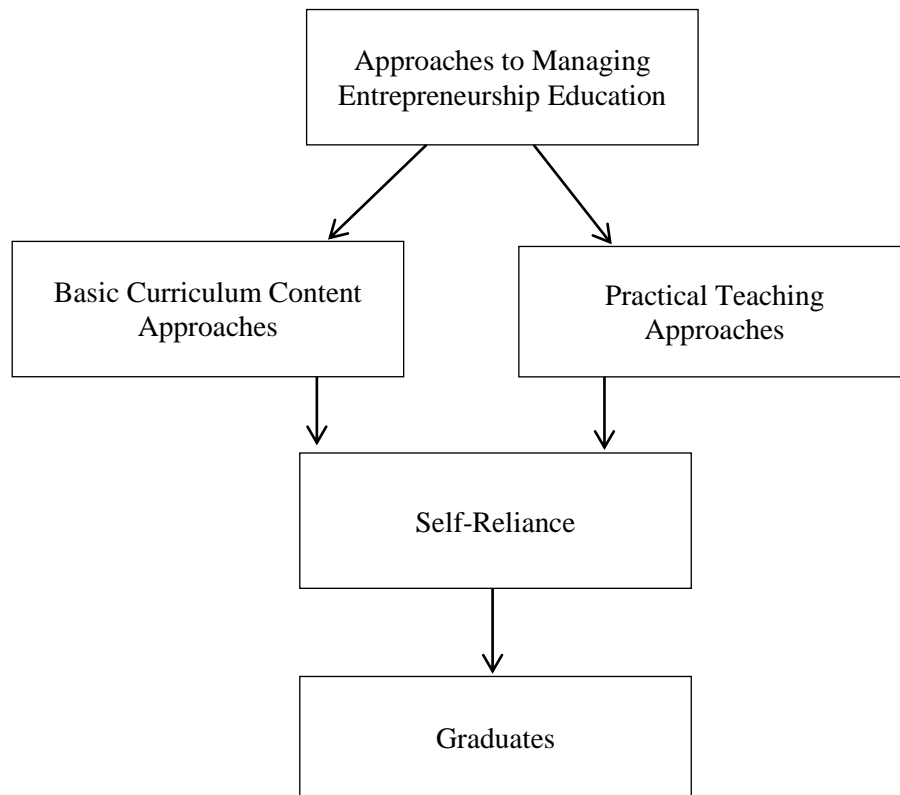 Approaches to Managing
Entrepreneurship Education
Basic Curriculum Content
Approaches
Practical Teaching
Approaches
Self-Reliance
Graduates